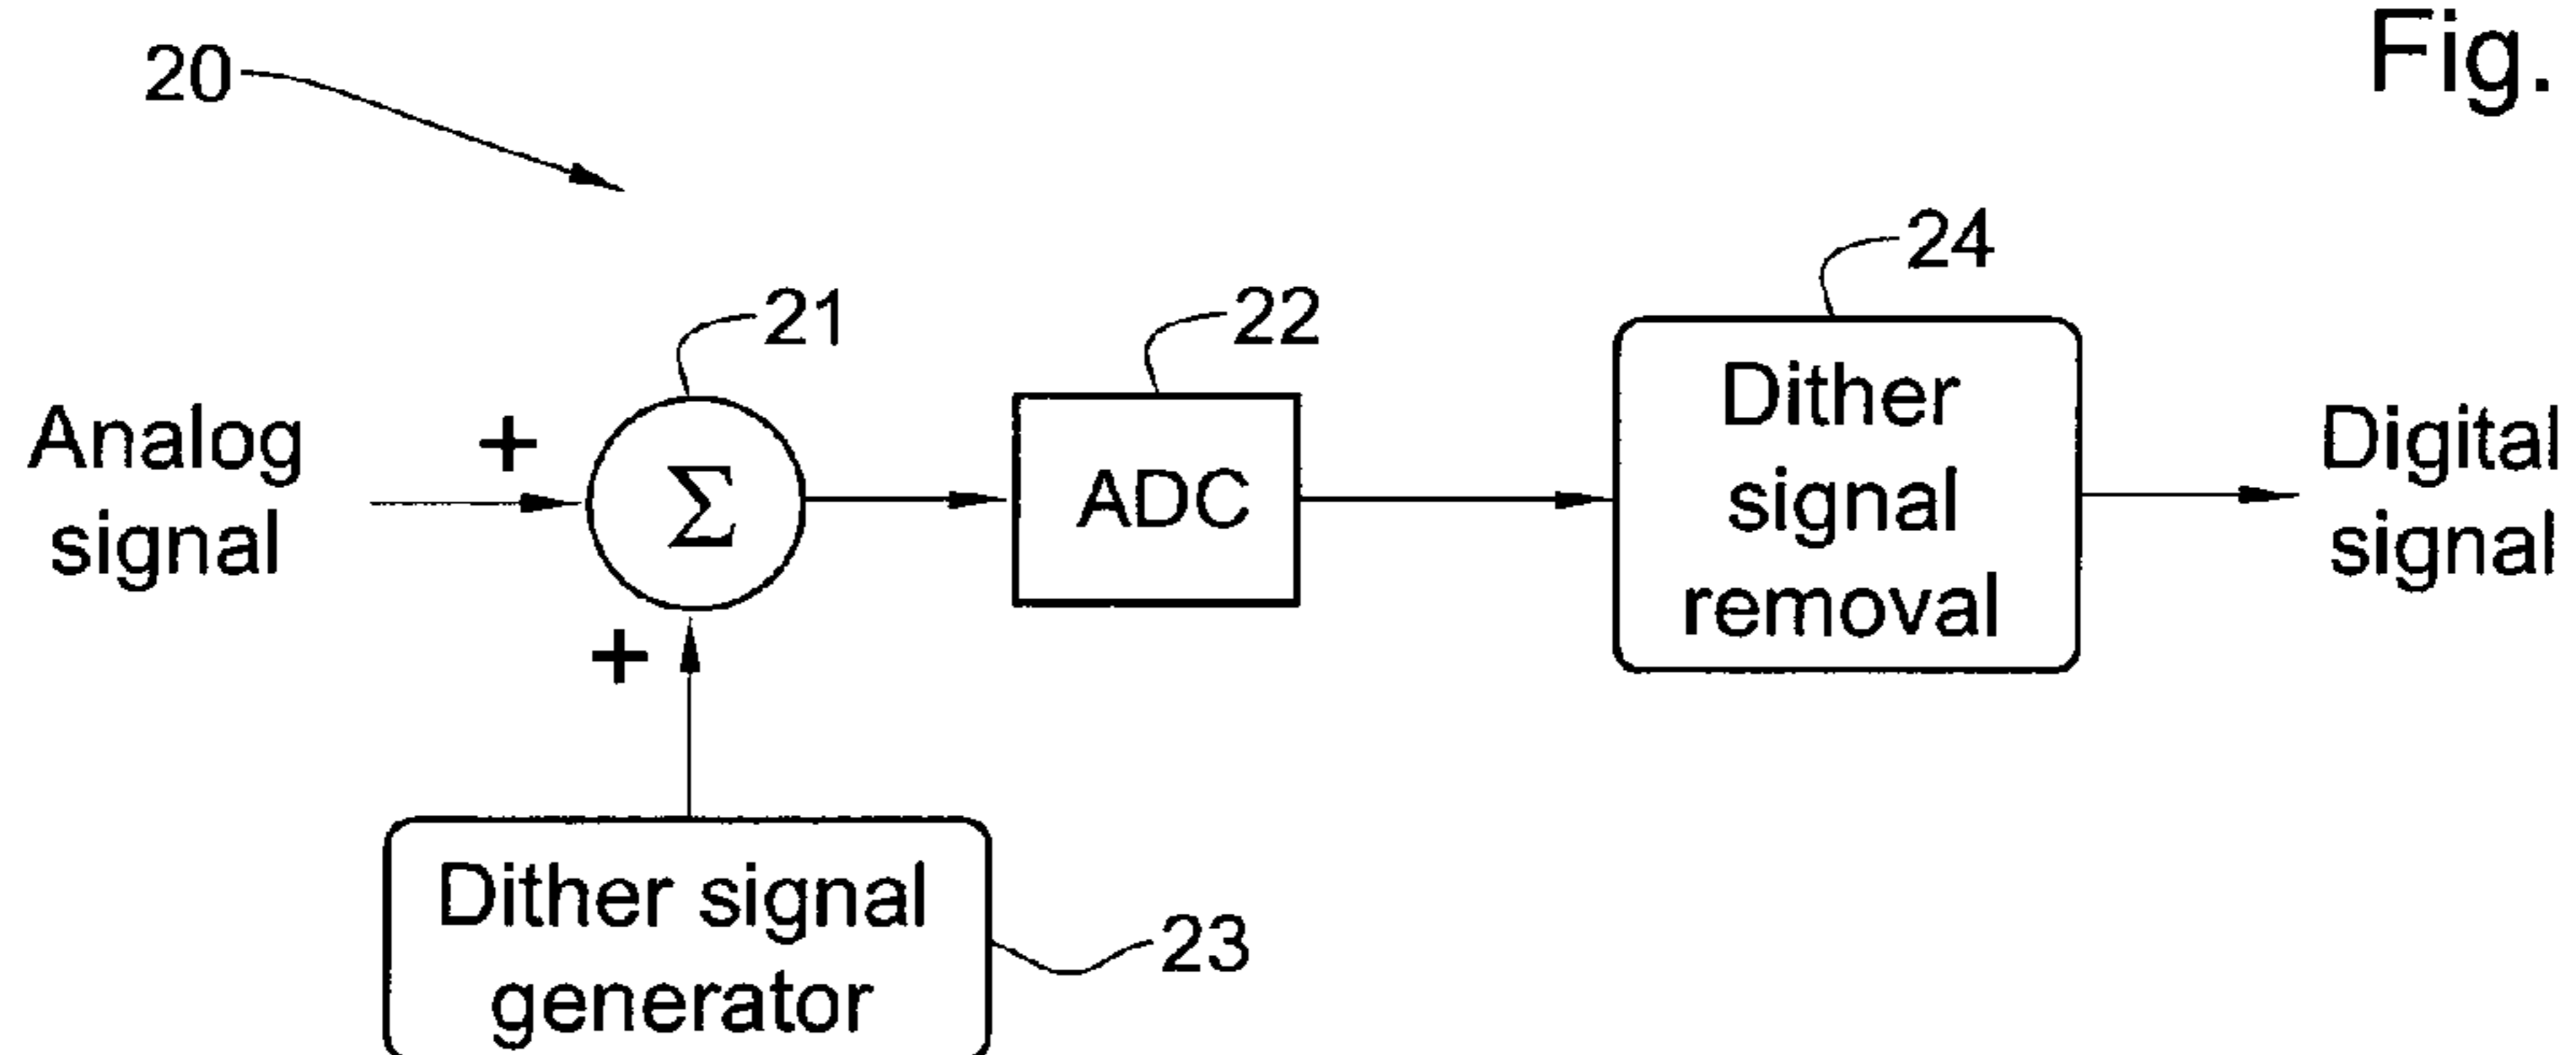 Fig.
20
21
22
24
Analog
signal
+
Σ
ADC
Dither
signal
removal
Digital
signal
+
Dither signal
generator
23